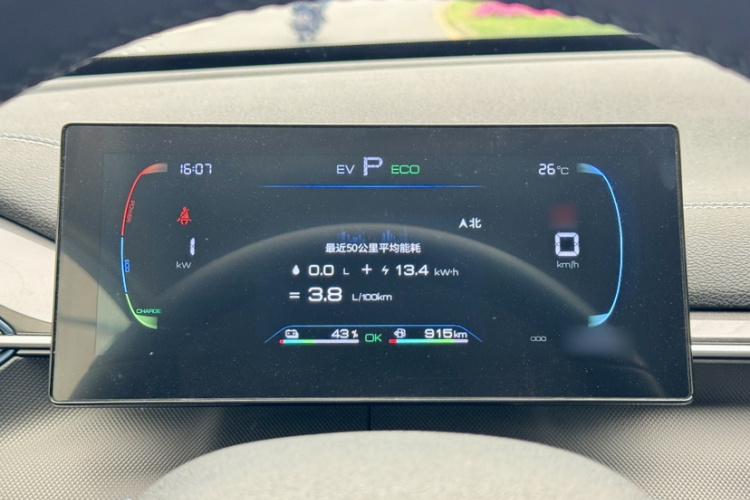 16:07
EV P ECO
26℃
1
kW
CHARGE
A北
0
km/h
最近50公里平均能耗
0.0 L + 13.4 kW·h
= 3.8 L/100km
43 % OK 915km